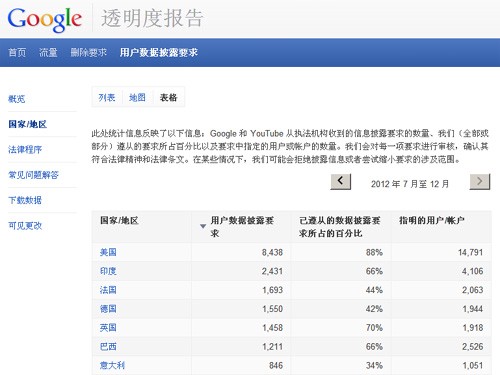 Google 透明度报告
首页 流量 删除要求 用户数据披露要求
概览
国家/地区
法律程序
常见问题解答
下载数据
可见更改
列表 地图 表格
此处统计信息反映了以下信息：Google 和 YouTube 从执法机构收到的信息披露要求的数量、我们（全部或
部分）遵从的要求所占百分比以及要求中指定的用户或帐户的数量。我们会对每一项要求进行审核，确认其
符合法律精神和法律条文。在某些情况下，我们可能会拒绝披露信息或者尝试缩小要求的涉及范围。
2012 年 7 月至 12 月
国家/地区 用户数据披露要求 已遵从的数据披露要求所占的百分比 指明的用户/帐户
美国 8,438 88% 14,791
印度 2,431 66% 4,106
法国 1,693 44% 2,063
德国 1,550 42% 1,944
英国 1,458 70% 1,918
巴西 1,211 66% 2,526
意大利 846 34% 1,051